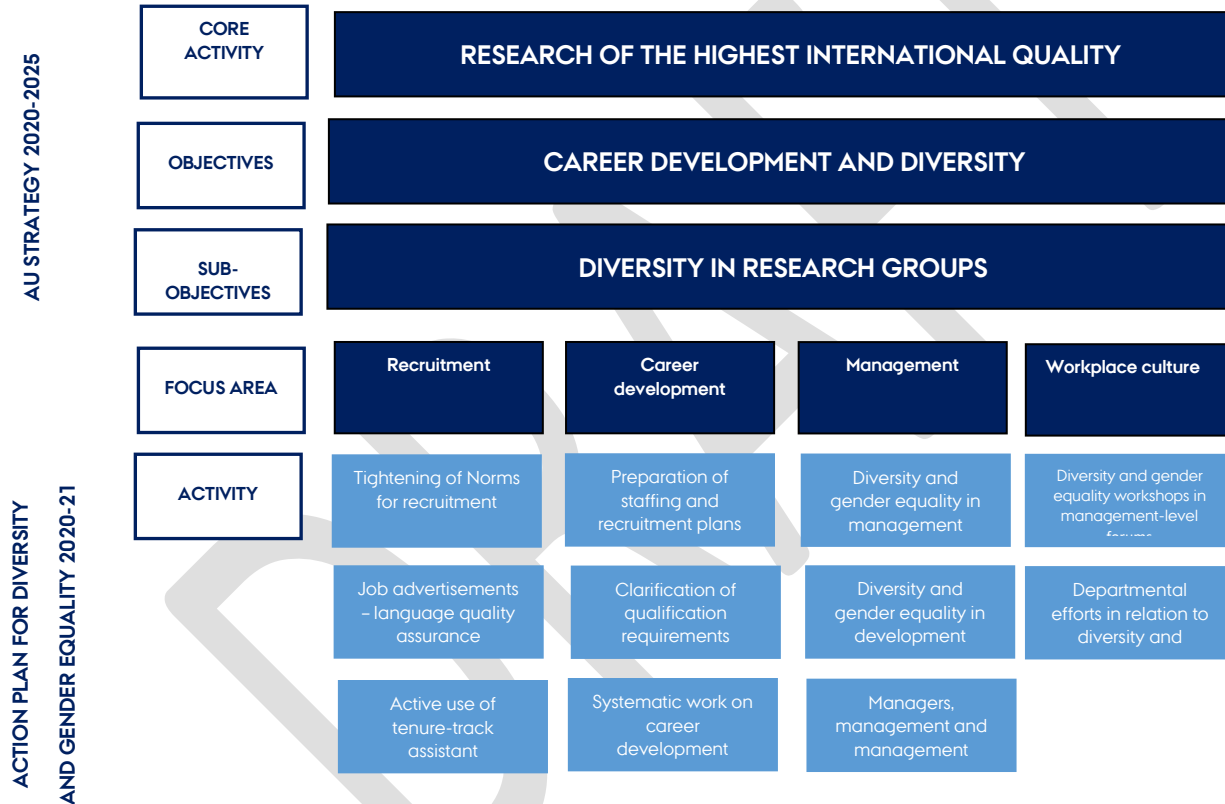 AU STRATEGY 2020-2025
CORE
ACTIVITY
RESEARCH OF THE HIGHEST INTERNATIONAL QUALITY
OBJECTIVES
CAREER DEVELOPMENT AND DIVERSITY
SUB-
OBJECTIVES
DIVERSITY IN RESEARCH GROUPS
ACTION PLAN FOR DIVERSITY
AND GENDER EQUALITY 2020-21
FOCUS AREA
Recruitment
Career
development
Management
Workplace culture
ACTIVITY
Tightening of Norms
for recruitment
Preparation of
staffing and
recruitment plans
Diversity and
gender equality in
management
Diversity and gender
equality workshops in
management-level
Job advertisements
– language quality
assurance
Clarification of
qualification
requirements
Diversity and
gender equality in
development
Departmental
efforts in relation to
diversity and
Active use of
tenure-track
assistant
Systematic work on
career
development
Managers,
management and
management